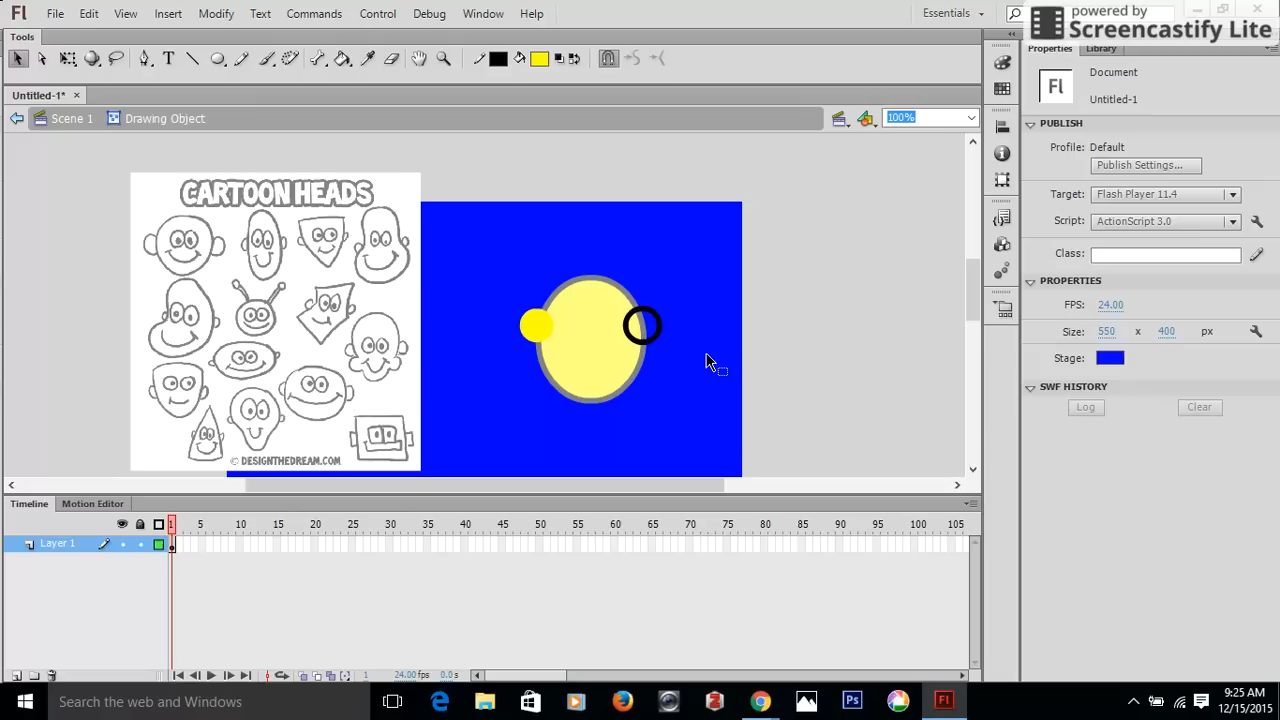 Fl File Edit View Insert Modify Text Commands Control Debug Window Help Essentials
powered by
Screencastify Lite
Tools
Properties Library
Fl Document
Untitled-1
Untitled-1* ×
Scene 1 Drawing Object 100%
PUBLISH
Profile: Default
Publish Settings...
Target: Flash Player 11.4
Script: ActionScript 3.0
Class:
PROPERTIES
FPS: 24.00
Size: 550 x 400 px
Stage:
SWF HISTORY
Log Clear
CARTOON HEADS
© DESIGNTHEDREAM.COM
Timeline Motion Editor
1 5 10 15 20 25 30 35 40 45 50 55 60 65 70 75 80 85 90 95 100 105
Layer 1
1 24.00 fps 0.0 s
Search the web and Windows
Ps Fl
9:25 AM
12/15/2015